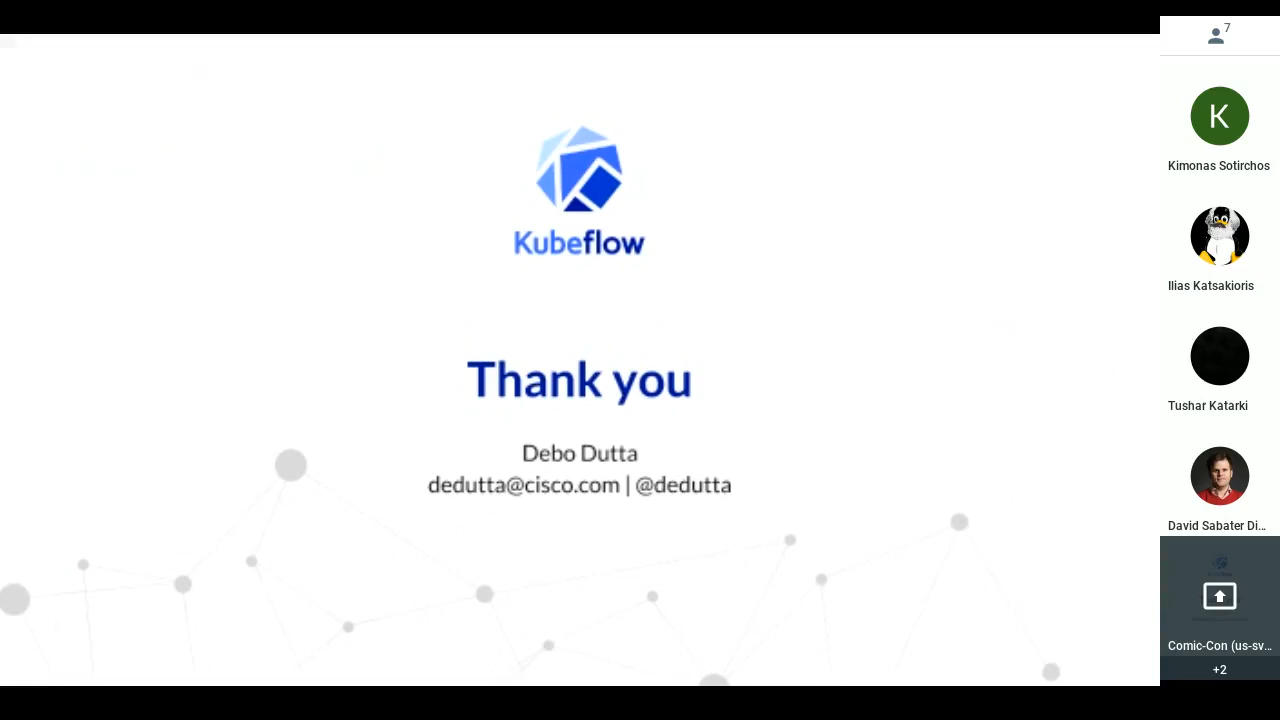 Kubeflow
Thank you
Debo Dutta
dedutta@cisco.com | @dedutta
7
K
Kimonas Sotirchos
Ilias Katsakioris
Tushar Katarki
David Sabater Di...
Comic-Con (us-sv...
+2